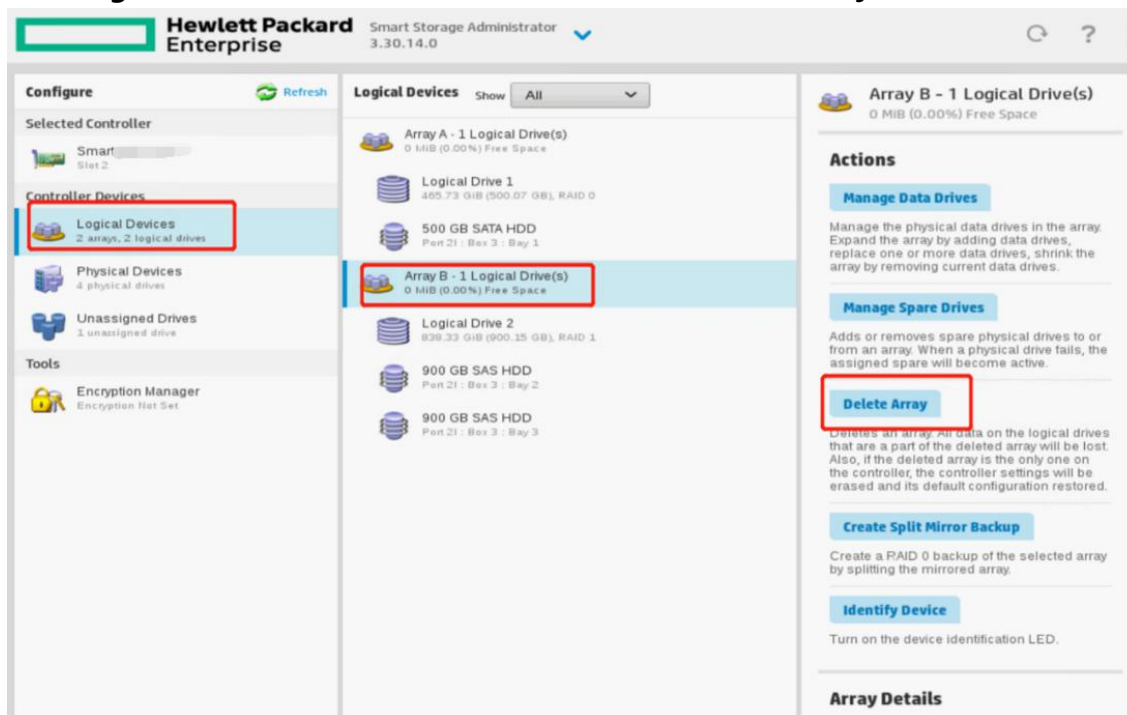 Hewlett Packard
Enterprise
Smart Storage Administrator
3.30.14.0
?
Configure
Refresh
Selected Controller
Smart
Slot 2
Controller Devices
Logical Devices
2 arrays, 2 logical drives
Physical Devices
4 physical drives
Unassigned Drives
1 unassigned drive
Tools
Encryption Manager
Encryption Not Set
Logical Devices Show All
Array A - 1 Logical Drive(s)
0 MiB (0.00%) Free Space
Logical Drive 1
465.73 GiB (500.07 GB), RAID 0
500 GB SATA HDD
Port 2I : Box 3 : Bay 1
Array B - 1 Logical Drive(s)
0 MiB (0.00%) Free Space
Logical Drive 2
838.33 GiB (900.15 GB), RAID 1
900 GB SAS HDD
Port 2I : Box 3 : Bay 2
900 GB SAS HDD
Port 2I : Box 3 : Bay 3
Array B - 1 Logical Drive(s)
0 MiB (0.00%) Free Space
Actions
Manage Data Drives
Manage the physical data drives in the array.
Expand the array by adding data drives,
replace one or more data drives, shrink the
array by removing current data drives.
Manage Spare Drives
Adds or removes spare physical drives to or
from an array. When a physical drive fails, the
assigned spare will become active.
Delete Array
Deletes an array. All data on the logical drives
that are a part of the deleted array will be lost.
Also, if the deleted array is the only one on
the controller, the controller settings will be
erased and its default configuration restored.
Create Split Mirror Backup
Create a RAID 0 backup of the selected array
by splitting the mirrored array.
Identify Device
Turn on the device identification LED.
Array Details